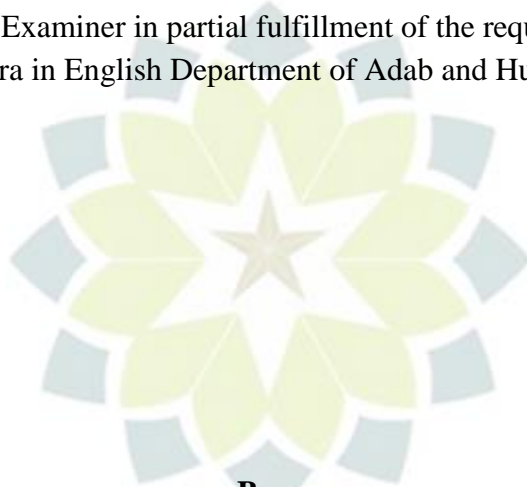 Examiner in partial fulfillment of the requ
ra in English Department of Adab and Hu